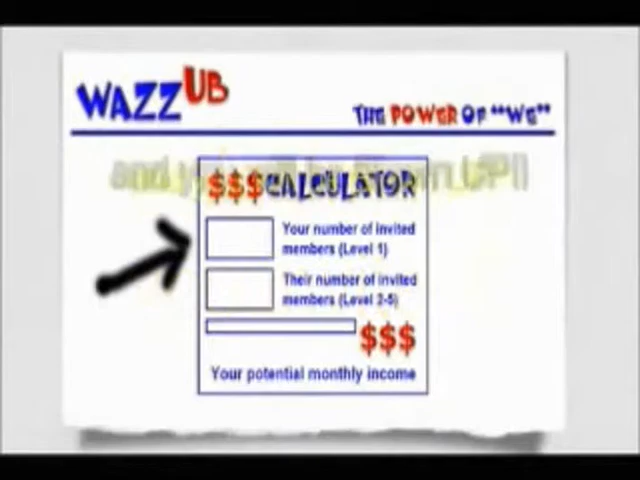 WAZZUB
THE POWER OF "WE"
$$$CALCULATOR
Your number of invited
members (Level 1)
Their number of invited
members (Level 2-5)
$$$
Your potential monthly income